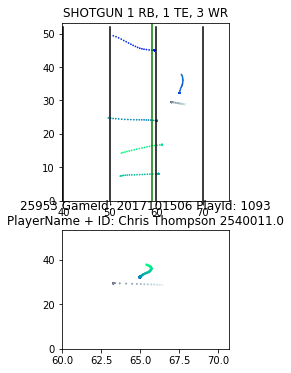 SHOTGUN 1 RB, 1 TE, 3 WR
50
40
30
20
10
0
40 50 60 70
25953 GameId: 2017101506 PlayId: 1093
PlayerName + ID: Chris Thompson 2540011.0
40
20
0
60.0 62.5 65.0 67.5 70.0